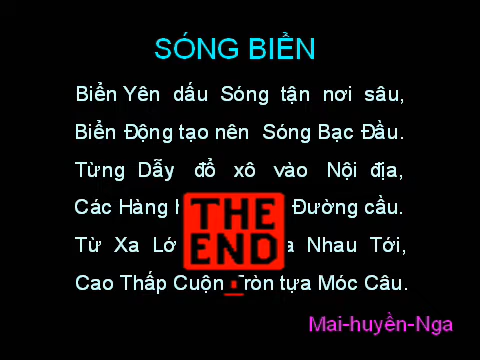 SÓNG BIỂN
Biển Yên dấu Sóng tận nơi sâu,
Biển Động tạo nên Sóng Bạc Đầu.
Từng Dẫy đổ xô vào Nội địa,
Các Hàng Đường cầu.
Từ Xa Nhau Tới,
Cao Thấp Cuộn Tròn tựa Móc Câu.
THE
END
Mai-huyền-Nga